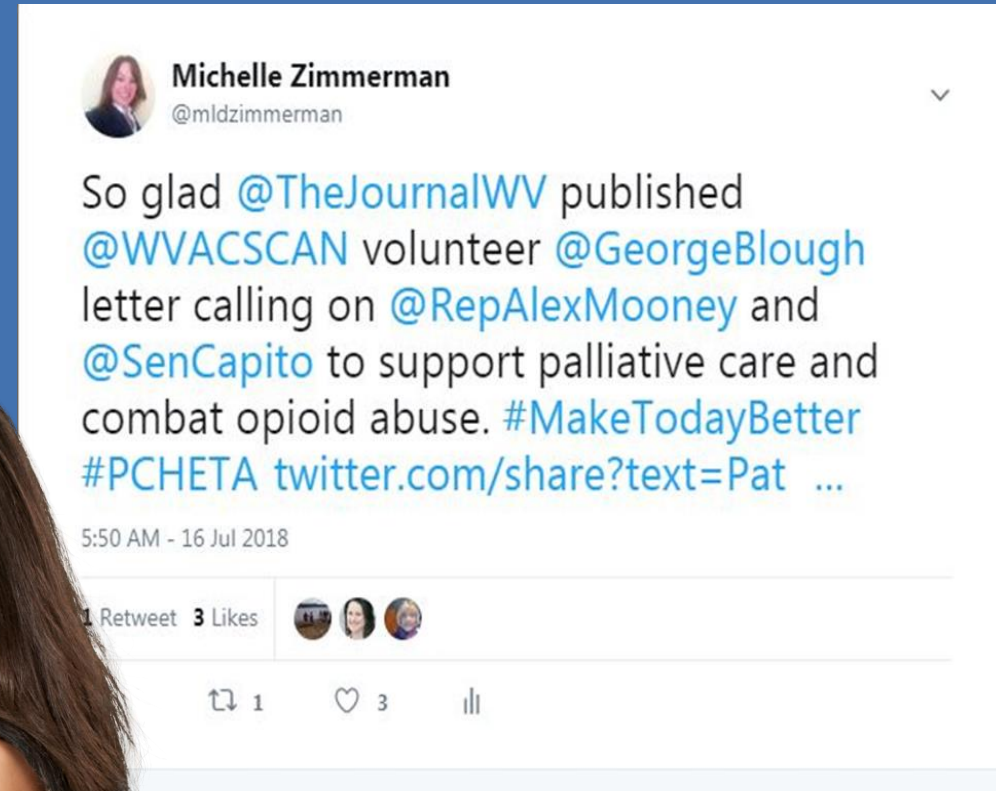 Michelle Zimmerman
@mldzimmerman
So glad @TheJournalWV published
@WVACSCAN volunteer @GeorgeBlough
letter calling on @RepAlexMooney and
@SenCapito to support palliative care and
combat opioid abuse. #MakeTodayBetter
#PCHETA twitter.com/share?text=Pat ...
5:50 AM - 16 Jul 2018
1 Retweet 3 Likes
1 3